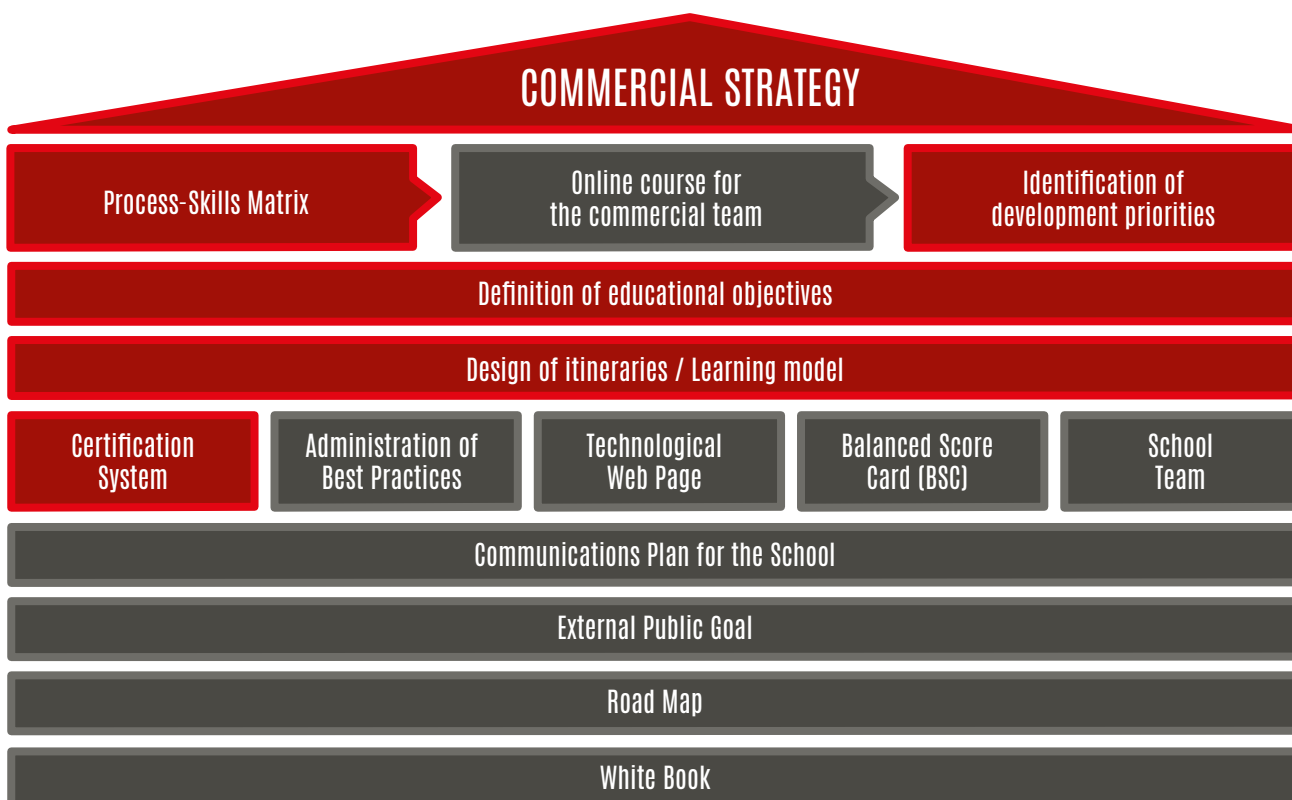 COMMERCIAL STRATEGY
Process-Skills Matrix
Online course for
the commercial team
Identification of
development priorities
Definition of educational objectives
Design of itineraries / Learning model
Certification
System
Administration of
Best Practices
Technological
Web Page
Balanced Score
Card (BSC)
School
Team
Communications Plan for the School
External Public Goal
Road Map
White Book